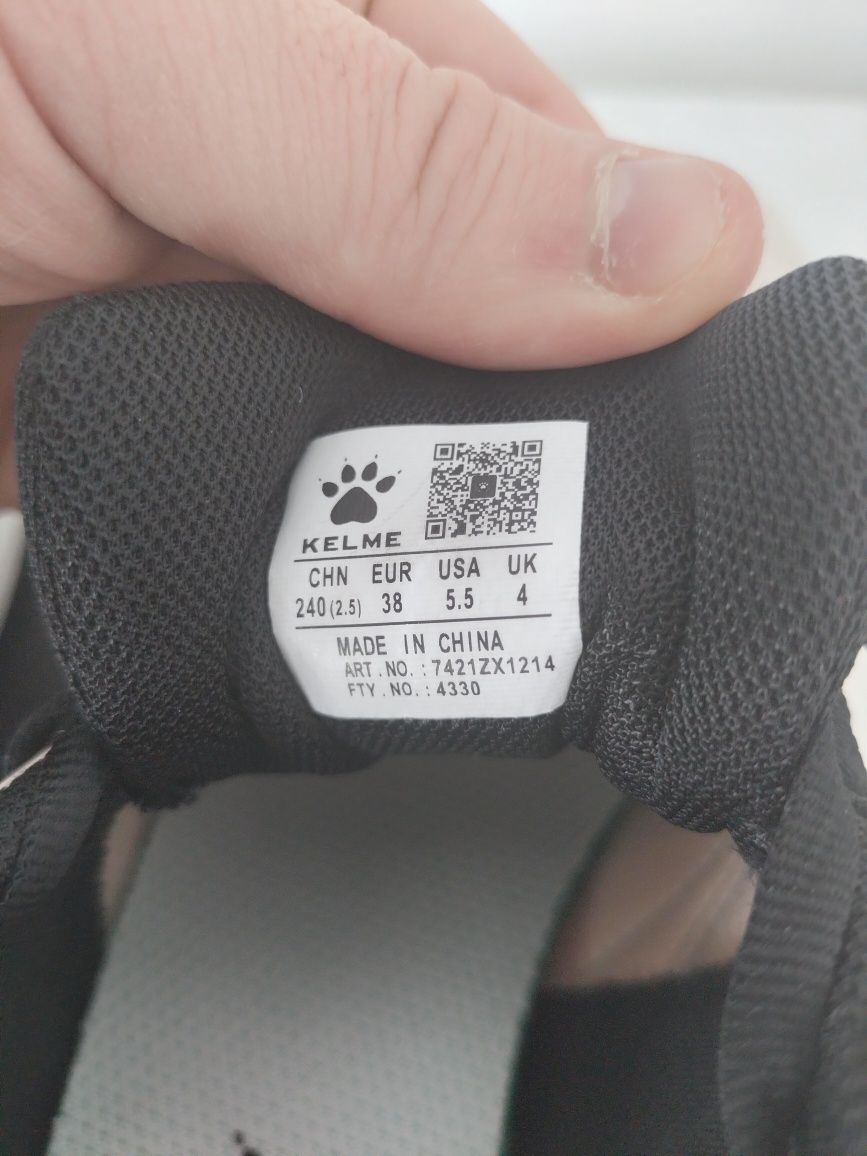 KELME
CHN EUR USA UK
240(2.5) 38 5.5 4
MADE IN CHINA
ART.NO.:7421ZX1214
FTY.NO.:4330